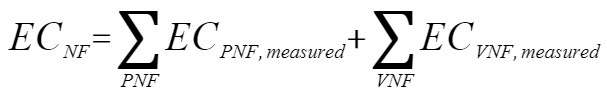 EC_NF = ∑_PNF EC_PNF, measured + ∑_VNF EC_VNF, measured